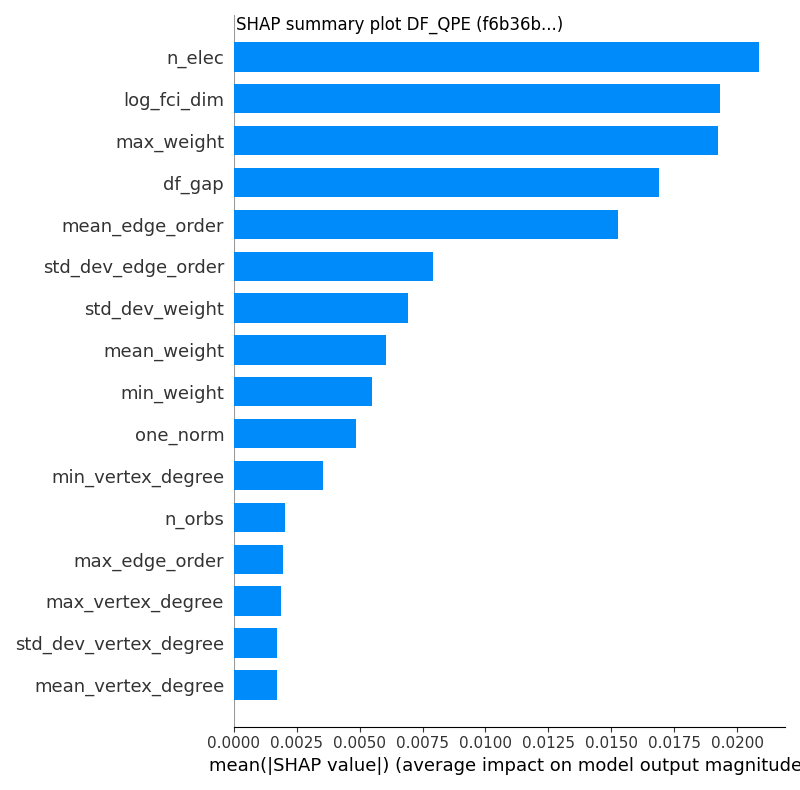 SHAP summary plot DF_QPE (f6b36b...)
n_elec
log_fci_dim
max_weight
df_gap
mean_edge_order
std_dev_edge_order
std_dev_weight
mean_weight
min_weight
one_norm
min_vertex_degree
n_orbs
max_edge_order
max_vertex_degree
std_dev_vertex_degree
mean_vertex_degree
0.0000 0.0025 0.0050 0.0075 0.0100 0.0125 0.0150 0.0175 0.0200
mean(|SHAP value|) (average impact on model output magnitude